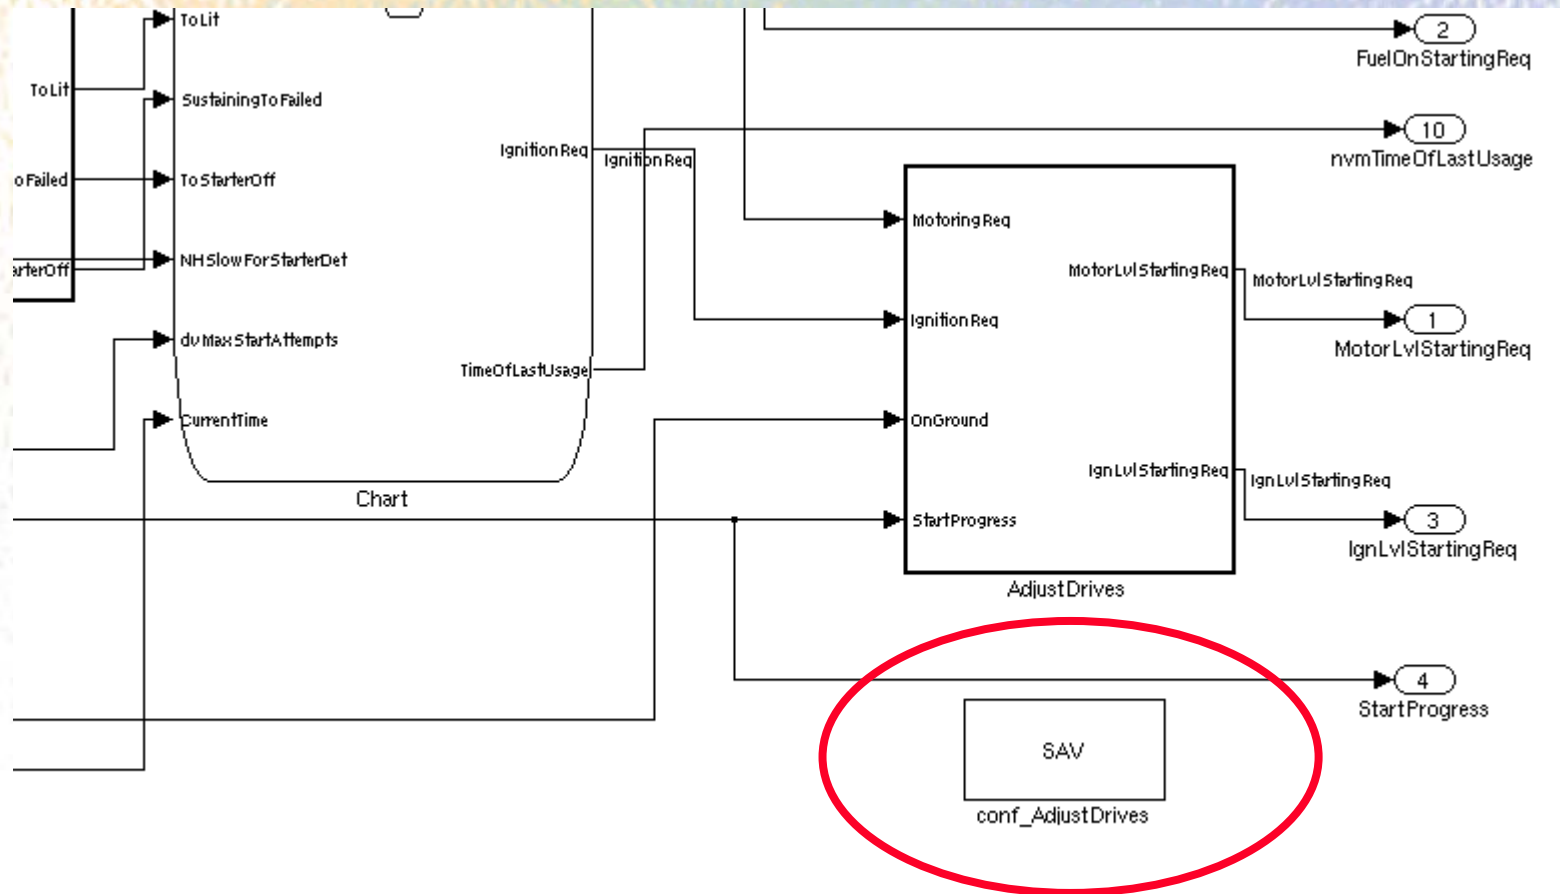 ToLit
SustainingToFailed
ToStarterOff
NHSlowForStarterDet
dvMaxStartAttempts
CurrentTime
ToLit
oFailed
arterOff
IgnitionReq
IgnitionReq
TimeOfLastUsage
Chart
MotoringReq
IgnitionReq
OnGround
StartProgress
MotorLvlStartingReq
IgnLvlStartingReq
AdjustDrives
MotorLvlStartingReq
IgnLvlStartingReq
2
FuelOnStartingReq
10
nvmTimeOfLastUsage
1
MotorLvlStartingReq
3
IgnLvlStartingReq
4
StartProgress
SAV
conf_AdjustDrives